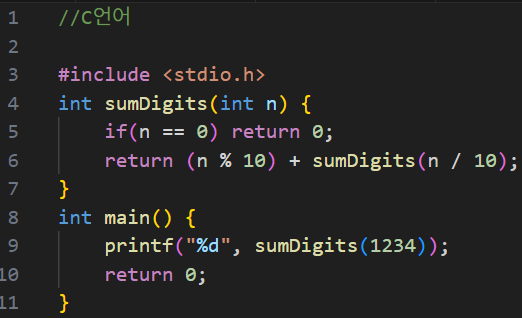 1 //C언어
2
3 #include <stdio.h>
4 int sumDigits(int n) {
5     if(n == 0) return 0;
6     return (n % 10) + sumDigits(n / 10);
7 }
8 int main() {
9     printf("%d", sumDigits(1234));
10     return 0;
11 }